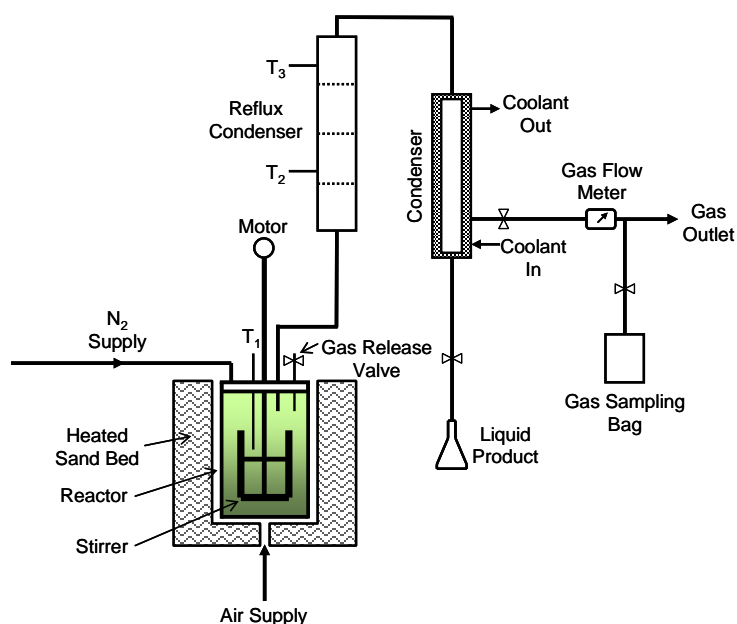 T3
Reflux
Condenser
T2
Motor
N2
Supply
T1
Gas Release
Valve
Heated
Sand Bed
Reactor
Stirrer
Air Supply
Condenser
Coolant
Out
Gas Flow
Meter
Gas
Outlet
Coolant
In
Liquid
Product
Gas Sampling
Bag